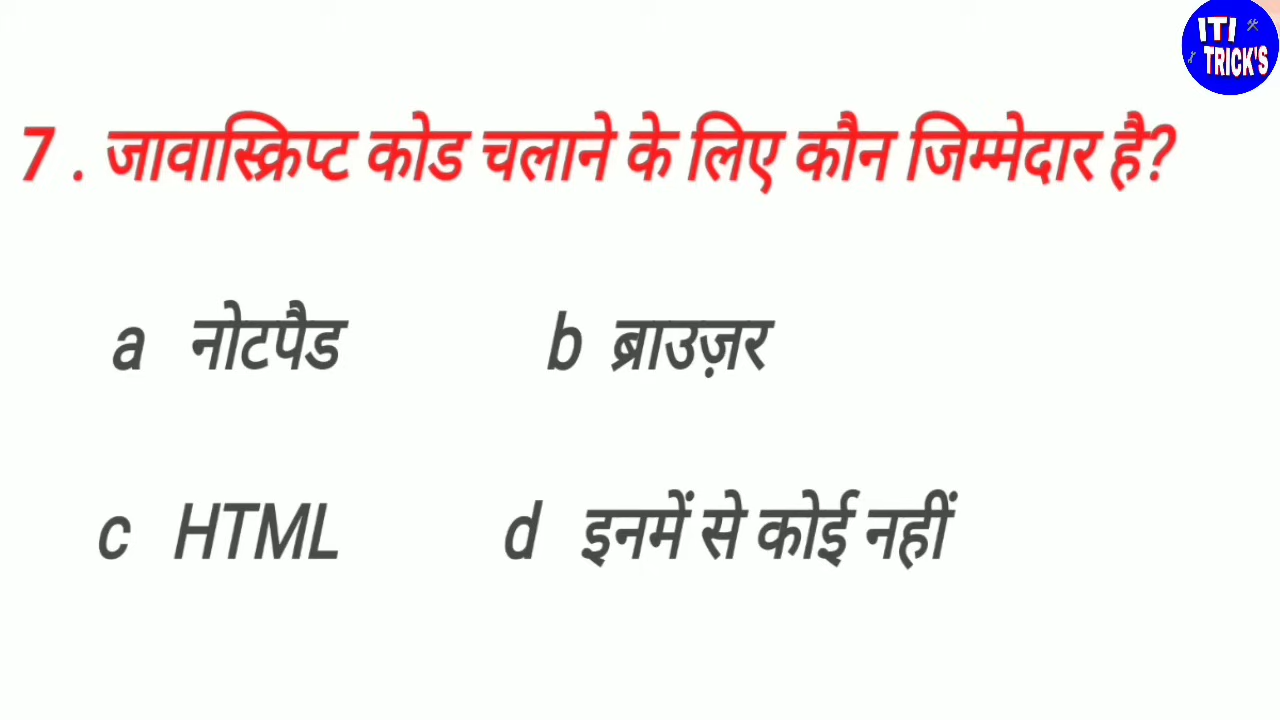 ITI
TRICK'S
7 . जावास्क्रिप्ट कोड चलाने के लिए कौन जिम्मेदार है?
a नोटपैड b ब्राउज़र
c HTML d इनमें से कोई नहीं